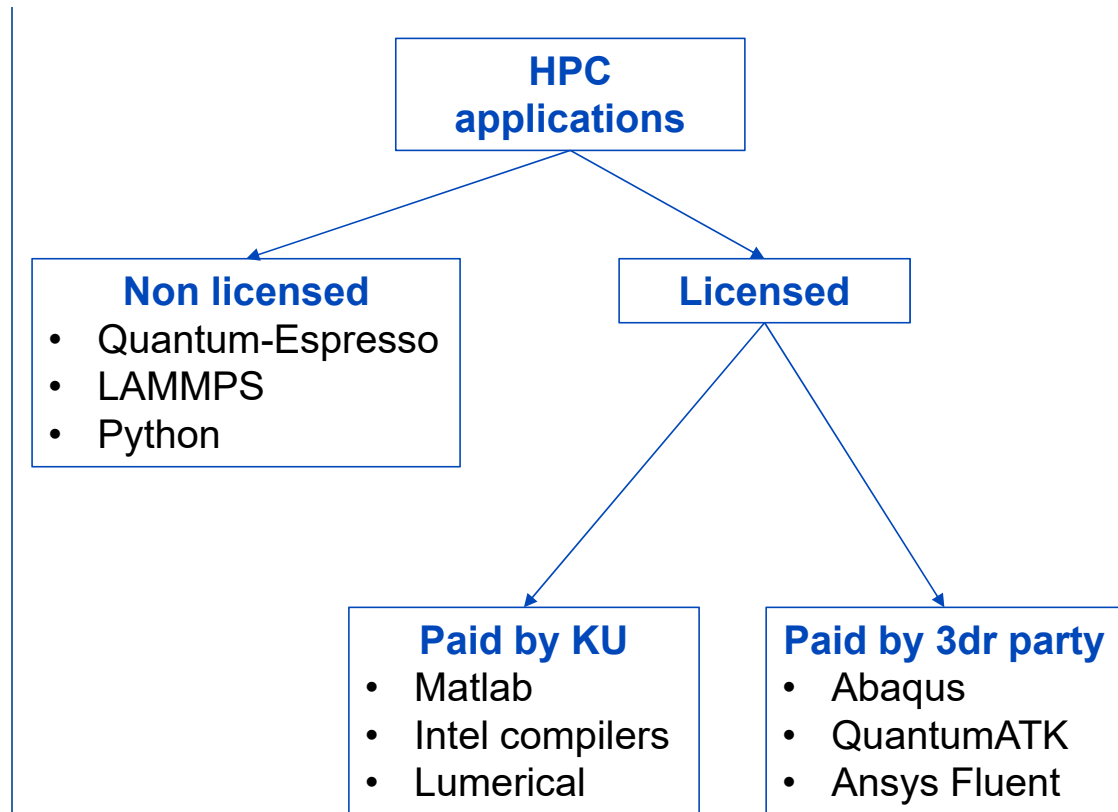 HPC
applications
Non licensed
• Quantum-Espresso
• LAMMPS
• Python
Licensed
Paid by KU
• Matlab
• Intel compilers
• Lumerical
Paid by 3dr party
• Abaqus
• QuantumATK
• Ansys Fluent